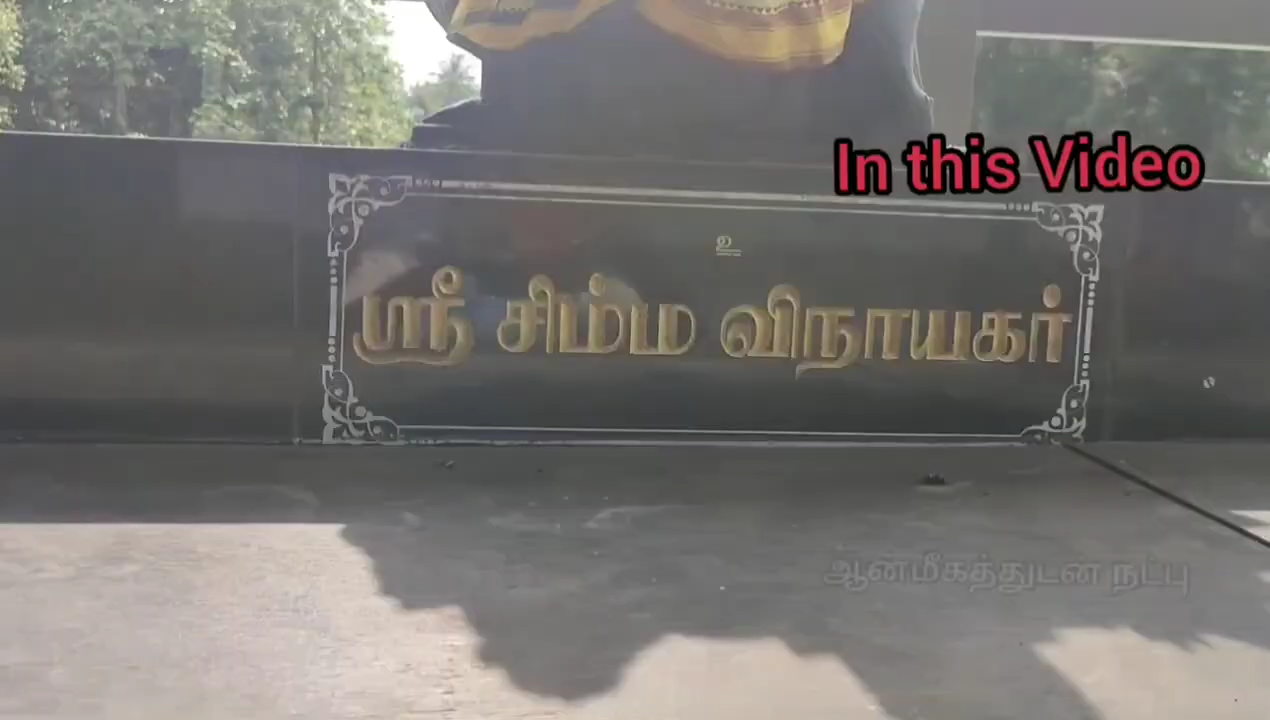 In this Video
உ
ஸ்ரீ சிம்ம விநாயகர்
ஆன்மீகத்துடன் நட்பு